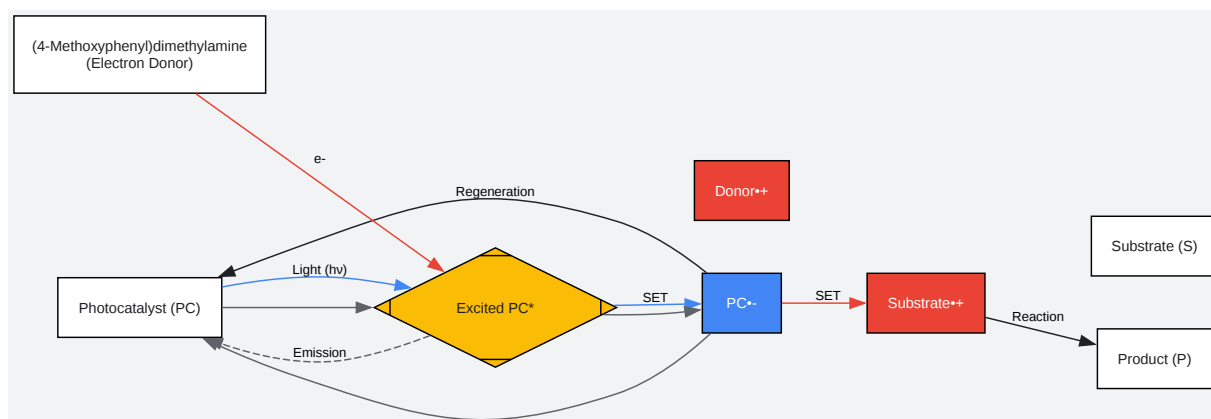 (4-Methoxyphenyl)dimethylamine
(Electron Donor)
e-
Donor•+
Regeneration
Substrate (S)
Light (hν)
Photocatalyst (PC)
Excited PC*
SET
PC•-
SET
Substrate•+
Reaction
Emission
Product (P)